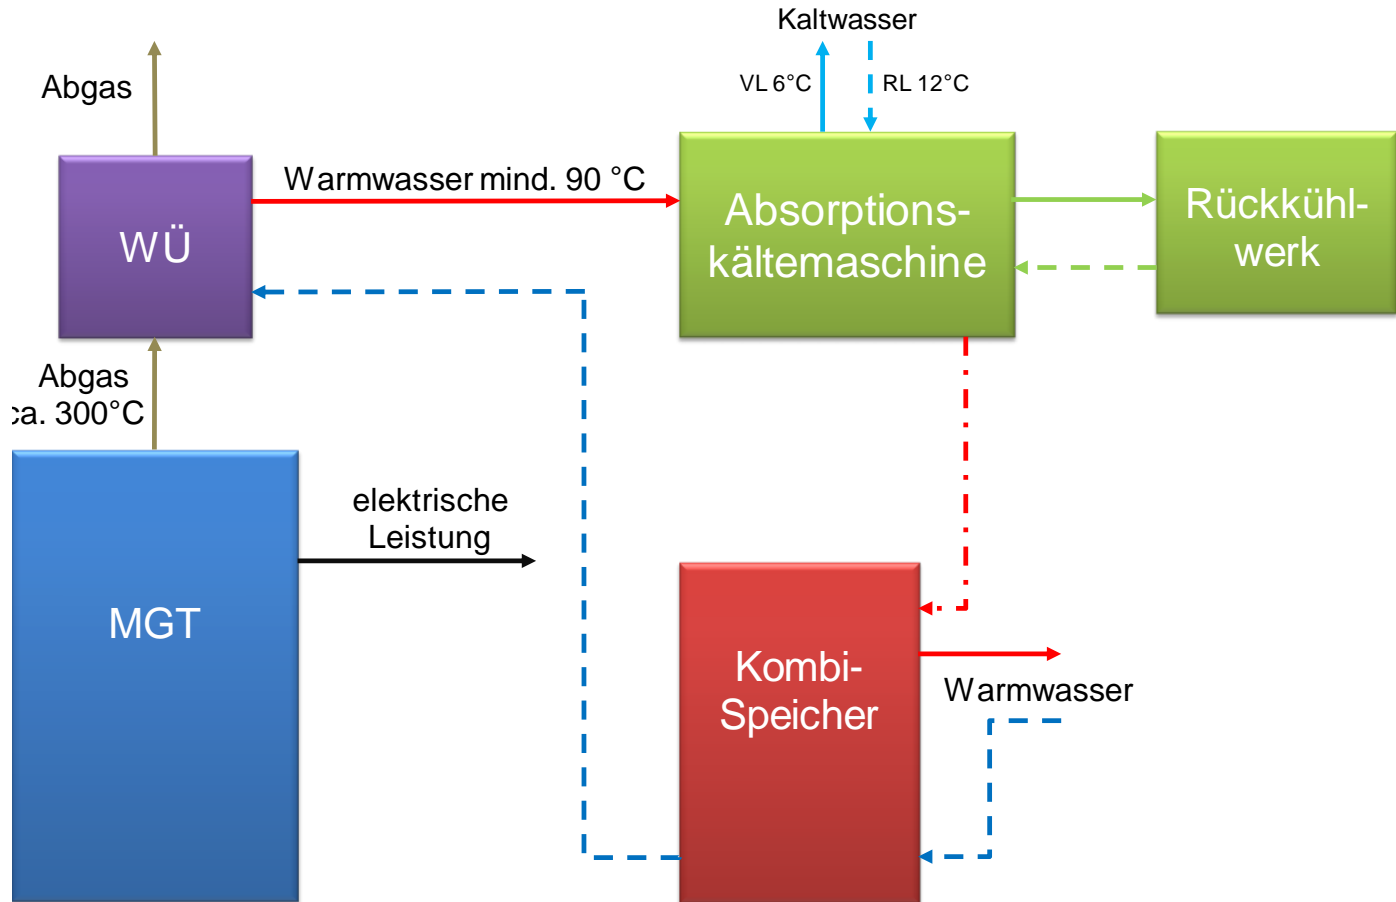 Kaltwasser
VL 6°C
RL 12°C
Abgas
Warmwasser mind. 90 °C
WÜ
Absorptions-
kältemaschine
Rückkühl-
werk
Abgas
ca. 300°C
elektrische
Leistung
MGT
Kombi-
Speicher
Warmwasser